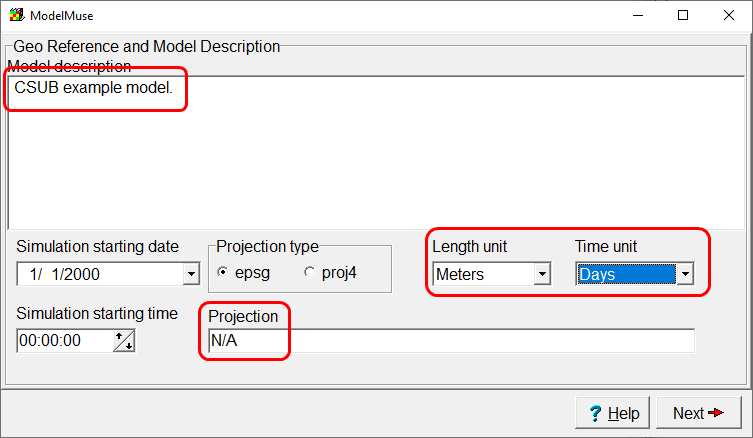 ModelMuse
Geo Reference and Model Description
Model description
CSUB example model.
Simulation starting date
Projection type
Length unit
Time unit
1/ 1/2000
epsg
proj4
Meters
Days
Simulation starting time
Projection
00:00:00
N/A
? Help
Next